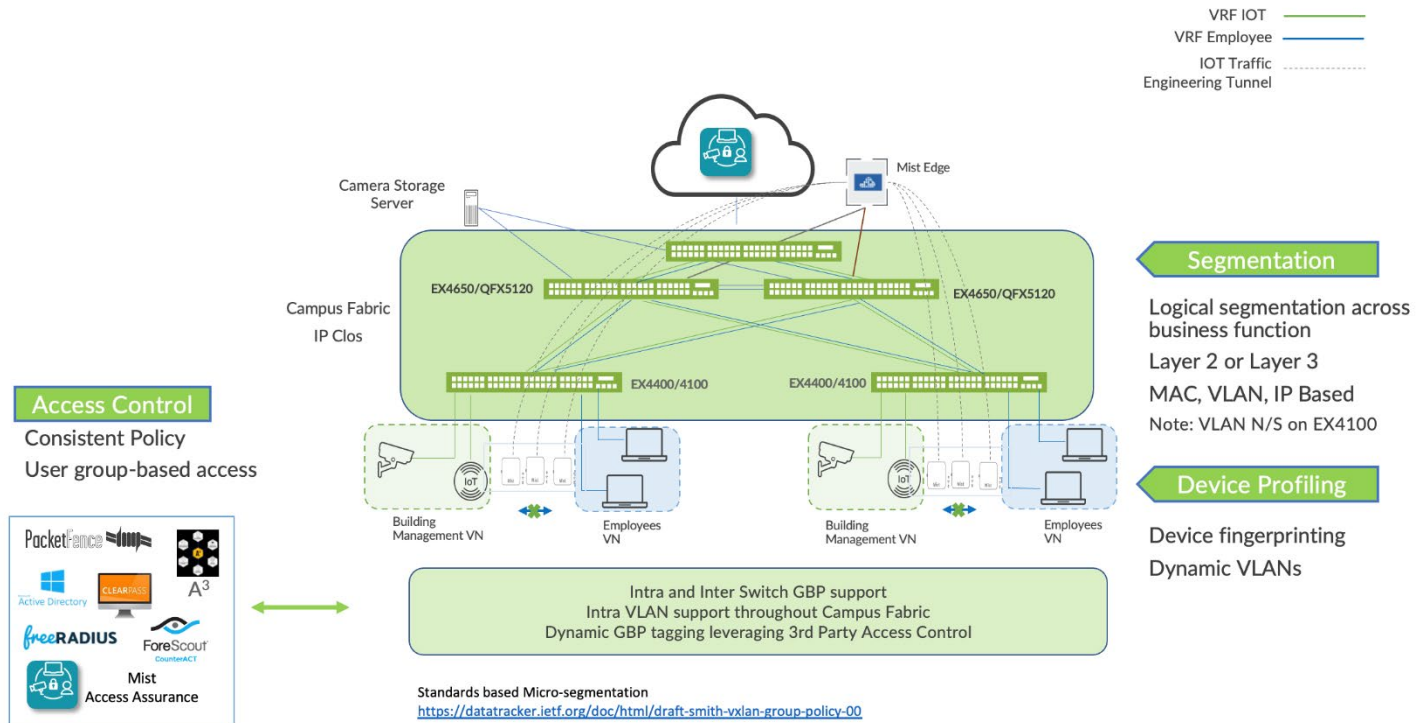 VRF IOT
VRF Employee
IOT Traffic
Engineering Tunnel
Mist Edge
Camera Storage
Server
EX4650/QFX5120
EX4650/QFX5120
Campus Fabric
IP Clos
EX4400/4100
EX4400/4100
Segmentation
Logical segmentation across
business function
Layer 2 or Layer 3
MAC, VLAN, IP Based
Note: VLAN N/S on EX4100
Access Control
Consistent Policy
User group-based access
IoT
IoT
Building
Management VN
Employees
VN
Building
Management VN
Employees
VN
Device Profiling
Device fingerprinting
Dynamic VLANs
PacketFence
A3
Active Directory
CLEARPASS
freeRADIUS
ForeScout
CounterACT
Mist
Access Assurance
Intra and Inter Switch GBP support
Intra VLAN support throughout Campus Fabric
Dynamic GBP tagging leveraging 3rd Party Access Control
Standards based Micro-segmentation
https://datatracker.ietf.org/doc/html/draft-smith-vxlan-group-policy-00